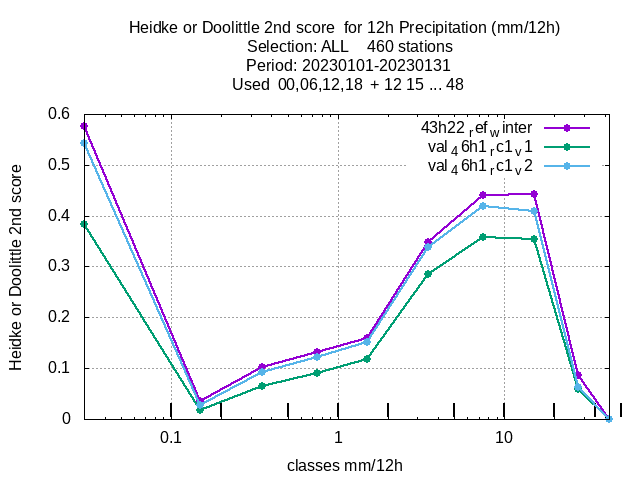 Heidke or Doolittle 2nd score  for 12h Precipitation (mm/12h)
Selection: ALL    460 stations
Period: 20230101-20230131
Used  00,06,12,18  + 12 15 ... 48
43h22_ref_winter
val_46h1_rc1_v1
val_46h1_rc1_v2
Heidke or Doolittle 2nd score
0.6
0.5
0.4
0.3
0.2
0.1
0
0.1
1
10
classes mm/12h